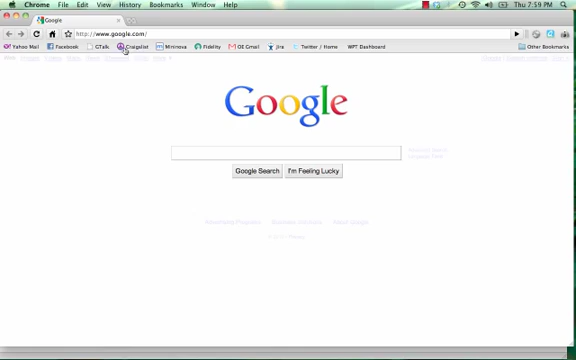 Chrome File Edit View History Bookmarks Window Help Thu 7:59 PM
Google
http://www.google.com/
Yahoo Mail Facebook GTalk Craigslist Mininova Fidelity OE Gmail Jira Twitter / Home WPT Dashboard Other Bookmarks
Google
Google Search I'm Feeling Lucky